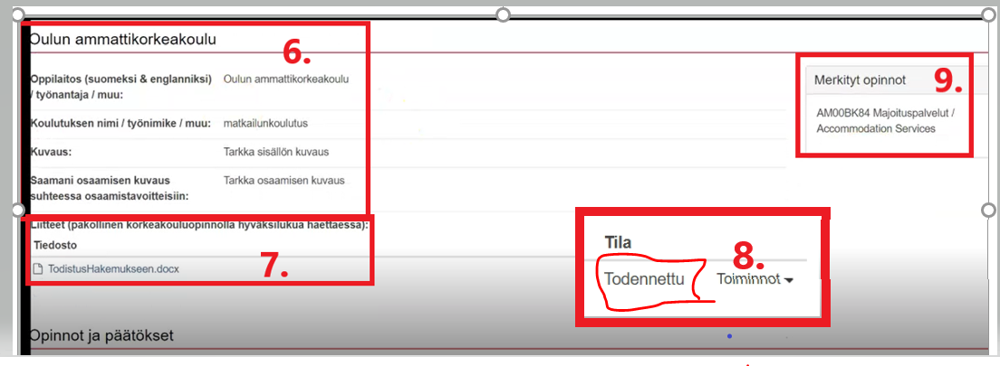 Oulun ammattikorkeakoulu
6.
Oppilaitos (suomeksi & englanniksi) Oulun ammattikorkeakoulu
/ työnantaja / muu:
Koulutuksen nimi / työnimike / muu: matkailunkoulutus
Kuvaus: Tarkka sisällön kuvaus
Saamani osaamisen kuvaus Tarkka osaamisen kuvaus
suhteessa osaamistavoitteisiin:
Liitteet (pakollinen korkeakouluopinnolla hyväksilukua haettaessa):
Tiedosto
TodistusHakemukseen.docx
7.
Tila
8.
Todennettu Toiminnot
Merkityt opinnot
9.
AM00BK84 Majoituspalvelut /
Accommodation Services
Opinnot ja päätökset